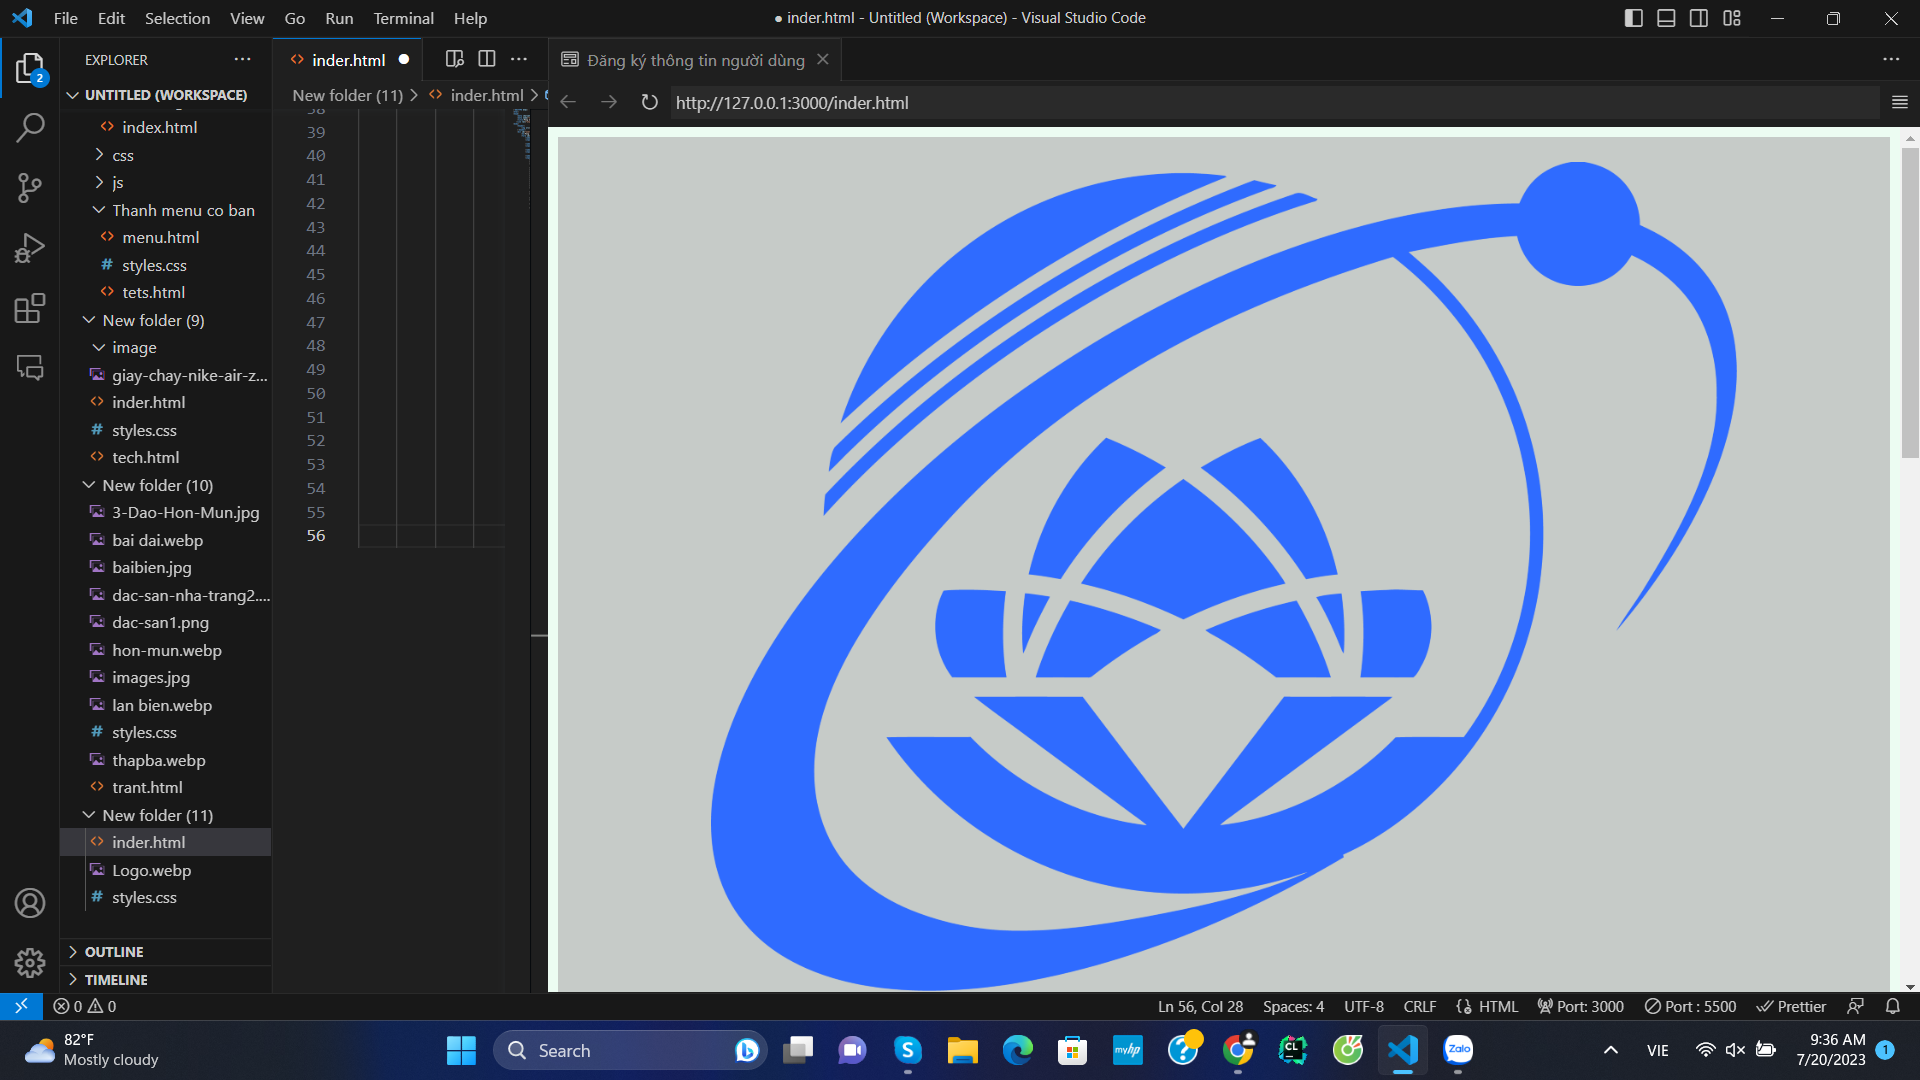 File Edit Selection View Go Run Terminal Help
● inder.html - Untitled (Workspace) - Visual Studio Code
EXPLORER
UNTITLED (WORKSPACE)
index.html
css
js
Thanh menu co ban
menu.html
styles.css
tets.html
New folder (9)
image
giay-chay-nike-air-z...
inder.html
styles.css
tech.html
New folder (10)
3-Dao-Hon-Mun.jpg
bai dai.webp
baibien.jpg
dac-san-nha-trang2....
dac-san1.png
hon-mun.webp
images.jpg
lan bien.webp
styles.css
thapba.webp
trant.html
New folder (11)
inder.html
Logo.webp
styles.css
OUTLINE
TIMELINE
2
inder.html
New folder (11) > inder.html >
38
39
40
41
42
43
44
45
46
47
48
49
50
51
52
53
54
55
56
Đăng ký thông tin người dùng
http://127.0.0.1:3000/inder.html
0 0
Ln 56, Col 28 Spaces: 4 UTF-8 CRLF {} HTML Port: 3000 Port : 5500 Prettier
82°F
Mostly cloudy
Search
myhp
CL
Zalo
VIE
9:36 AM
7/20/2023
1